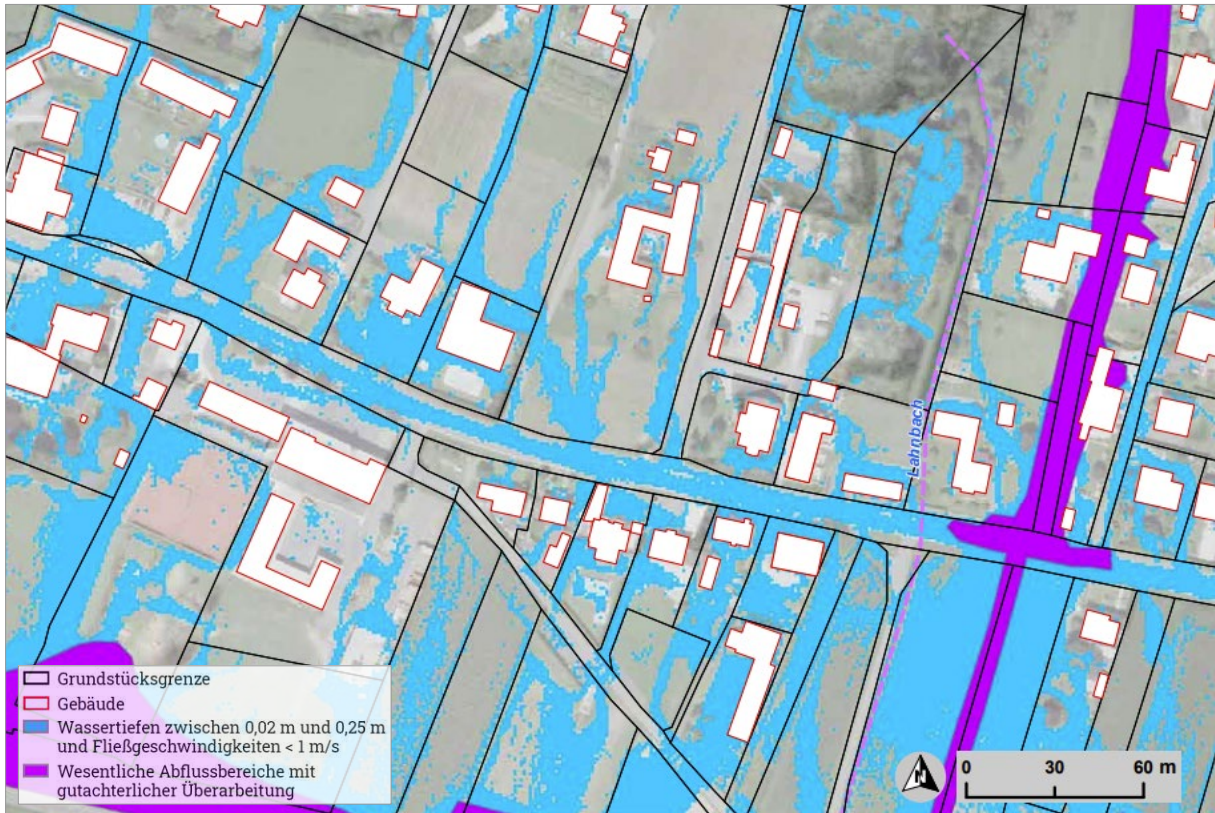 Lahnbach
Grundstücksgrenze
Gebäude
Wassertiefen zwischen 0,02 m und 0,25 m
und Fließgeschwindigkeiten < 1 m/s
Wesentliche Abflussbereiche mit
gutachterlicher Überarbeitung
N
0 30 60 m